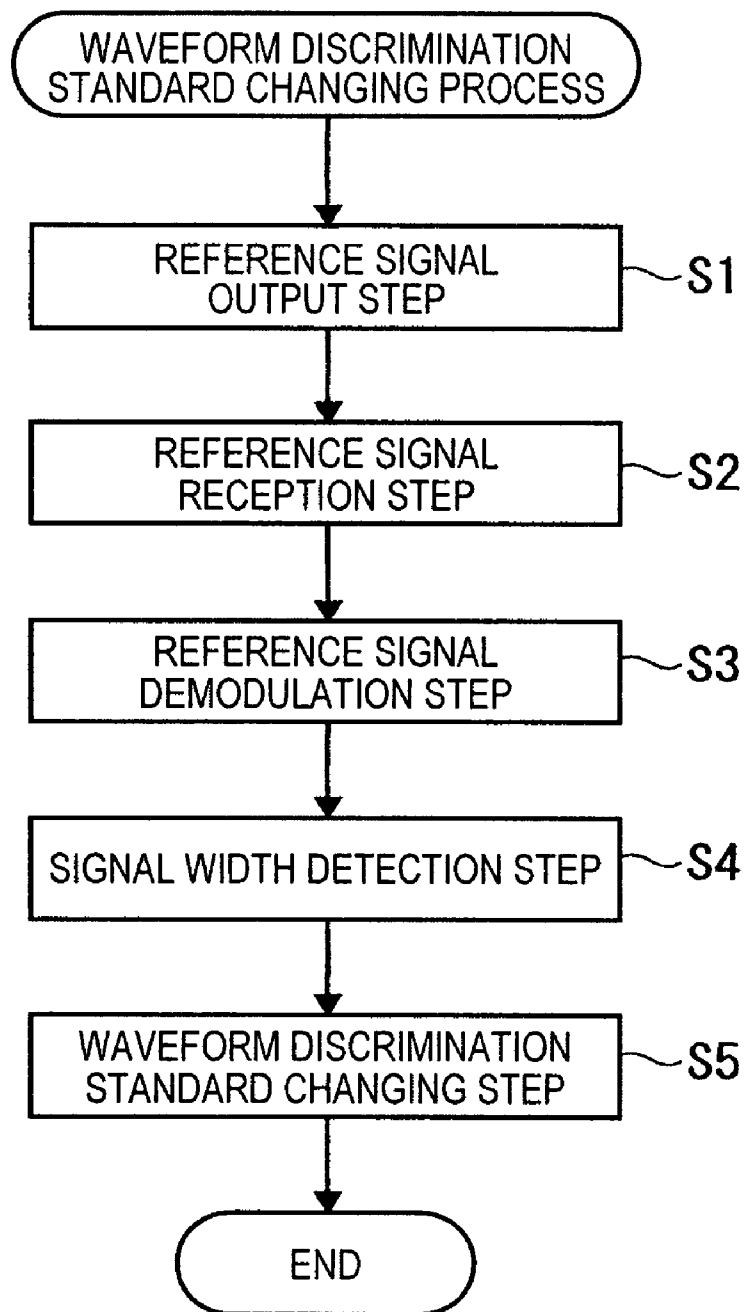 WAVEFORM DISCRIMINATION
STANDARD CHANGING PROCESS
REFERENCE SIGNAL
OUTPUT STEP
S1
REFERENCE SIGNAL
RECEPTION STEP
S2
REFERENCE SIGNAL
DEMODULATION STEP
S3
SIGNAL WIDTH DETECTION STEP
S4
WAVEFORM DISCRIMINATION
STANDARD CHANGING STEP
S5
END